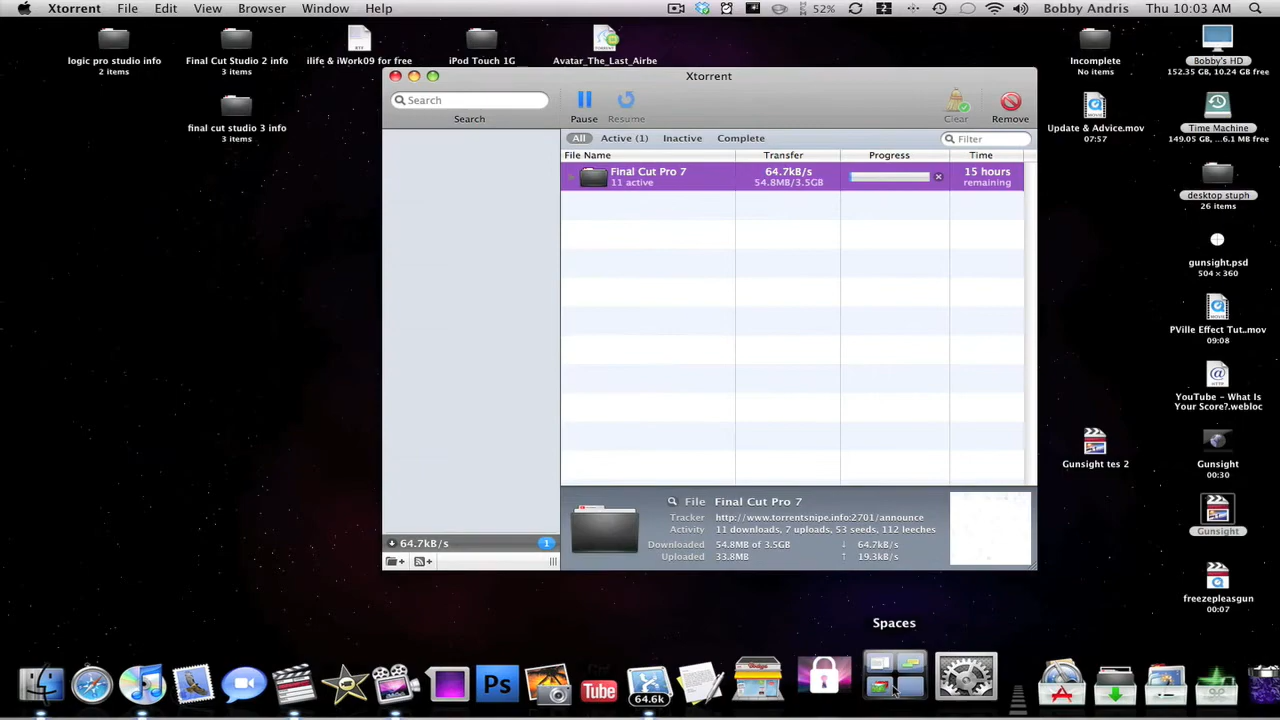 Xtorrent File Edit View Browser Window Help
52% 2 Bobby Andris Thu 10:03 AM
logic pro studio info
2 items
Final Cut Studio 2 info
3 items
ilife & iWork09 for free
iPod Touch 1G
TORRENT
Avatar_The_Last_Airbe
final cut studio 3 info
3 items
Xtorrent
Search
Search
Pause
Resume
Clear
Remove
All Active (1) Inactive Complete
Filter
File Name Transfer Progress Time
Final Cut Pro 7
11 active
64.7kB/s
54.8MB/3.5GB
15 hours
remaining
64.7kB/s 1
File Final Cut Pro 7
Tracker http://www.torrentsnipe.info:2701/announce
Activity 11 downloads, 7 uploads, 53 seeds, 112 leeches
Downloaded 54.8MB of 3.5GB 64.7kB/s
Uploaded 33.8MB 19.3kB/s
Incomplete
No items
Bobby's HD
152.35 GB, 10.24 GB free
Update & Advice.mov
07:57
Time Machine
149.05 GB, ...6.1 MB free
desktop stuph
26 items
gunsight.psd
504 × 360
PVille Effect Tut..mov
09:08
HTTP
YouTube - What Is
Your Score?.webloc
Gunsight tes 2
Gunsight
00:30
Gunsight
freezepleasgun
00:07
Spaces
Ps
Tube
64.6k